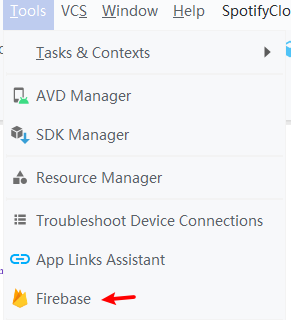 Tools VCS Window Help SpotifyClo
Tasks & Contexts
AVD Manager
SDK Manager
Resource Manager
Troubleshoot Device Connections
App Links Assistant
Firebase